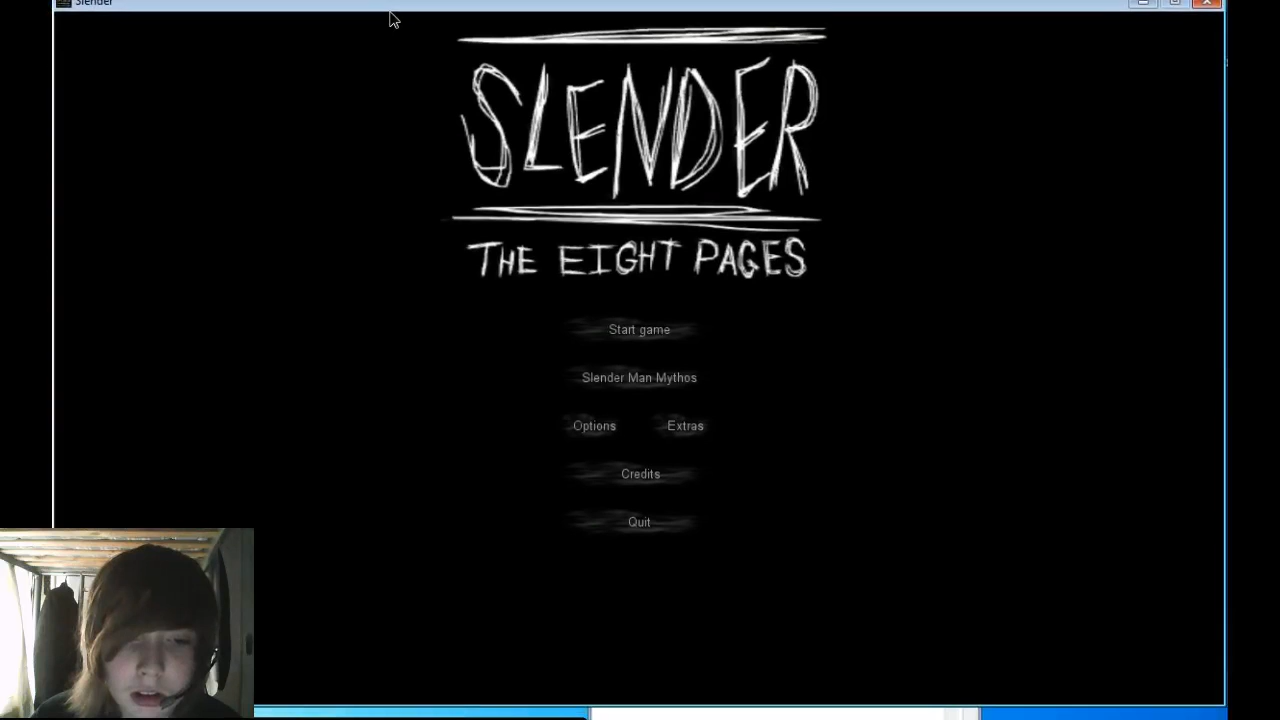 Slender
SLENDER
THE EIGHT PAGES
Start game
Slender Man Mythos
Options Extras
Credits
Quit